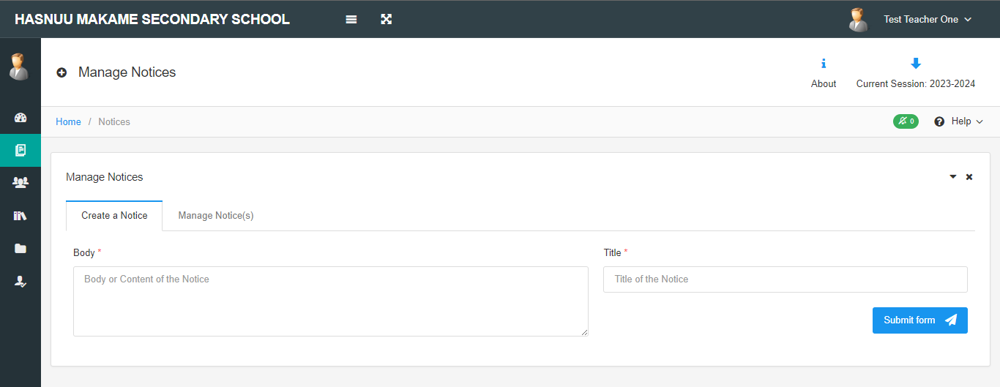 HASNUU MAKAME SECONDARY SCHOOL
Test Teacher One
Manage Notices
About
Current Session: 2023-2024
Home / Notices
0
Help
Manage Notices
Create a Notice
Manage Notice(s)
Body *
Title *
Body or Content of the Notice
Title of the Notice
Submit form